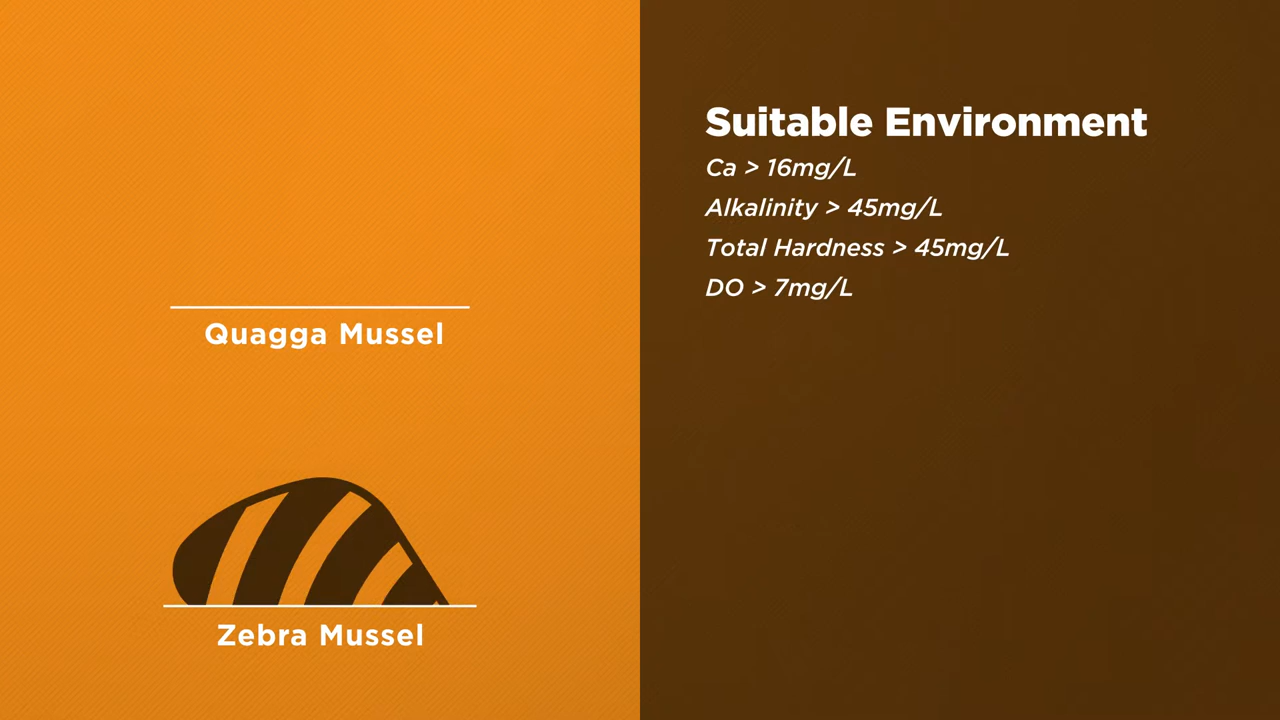 Quagga Mussel
Zebra Mussel
Suitable Environment
Ca > 16mg/L
Alkalinity > 45mg/L
Total Hardness > 45mg/L
DO > 7mg/L